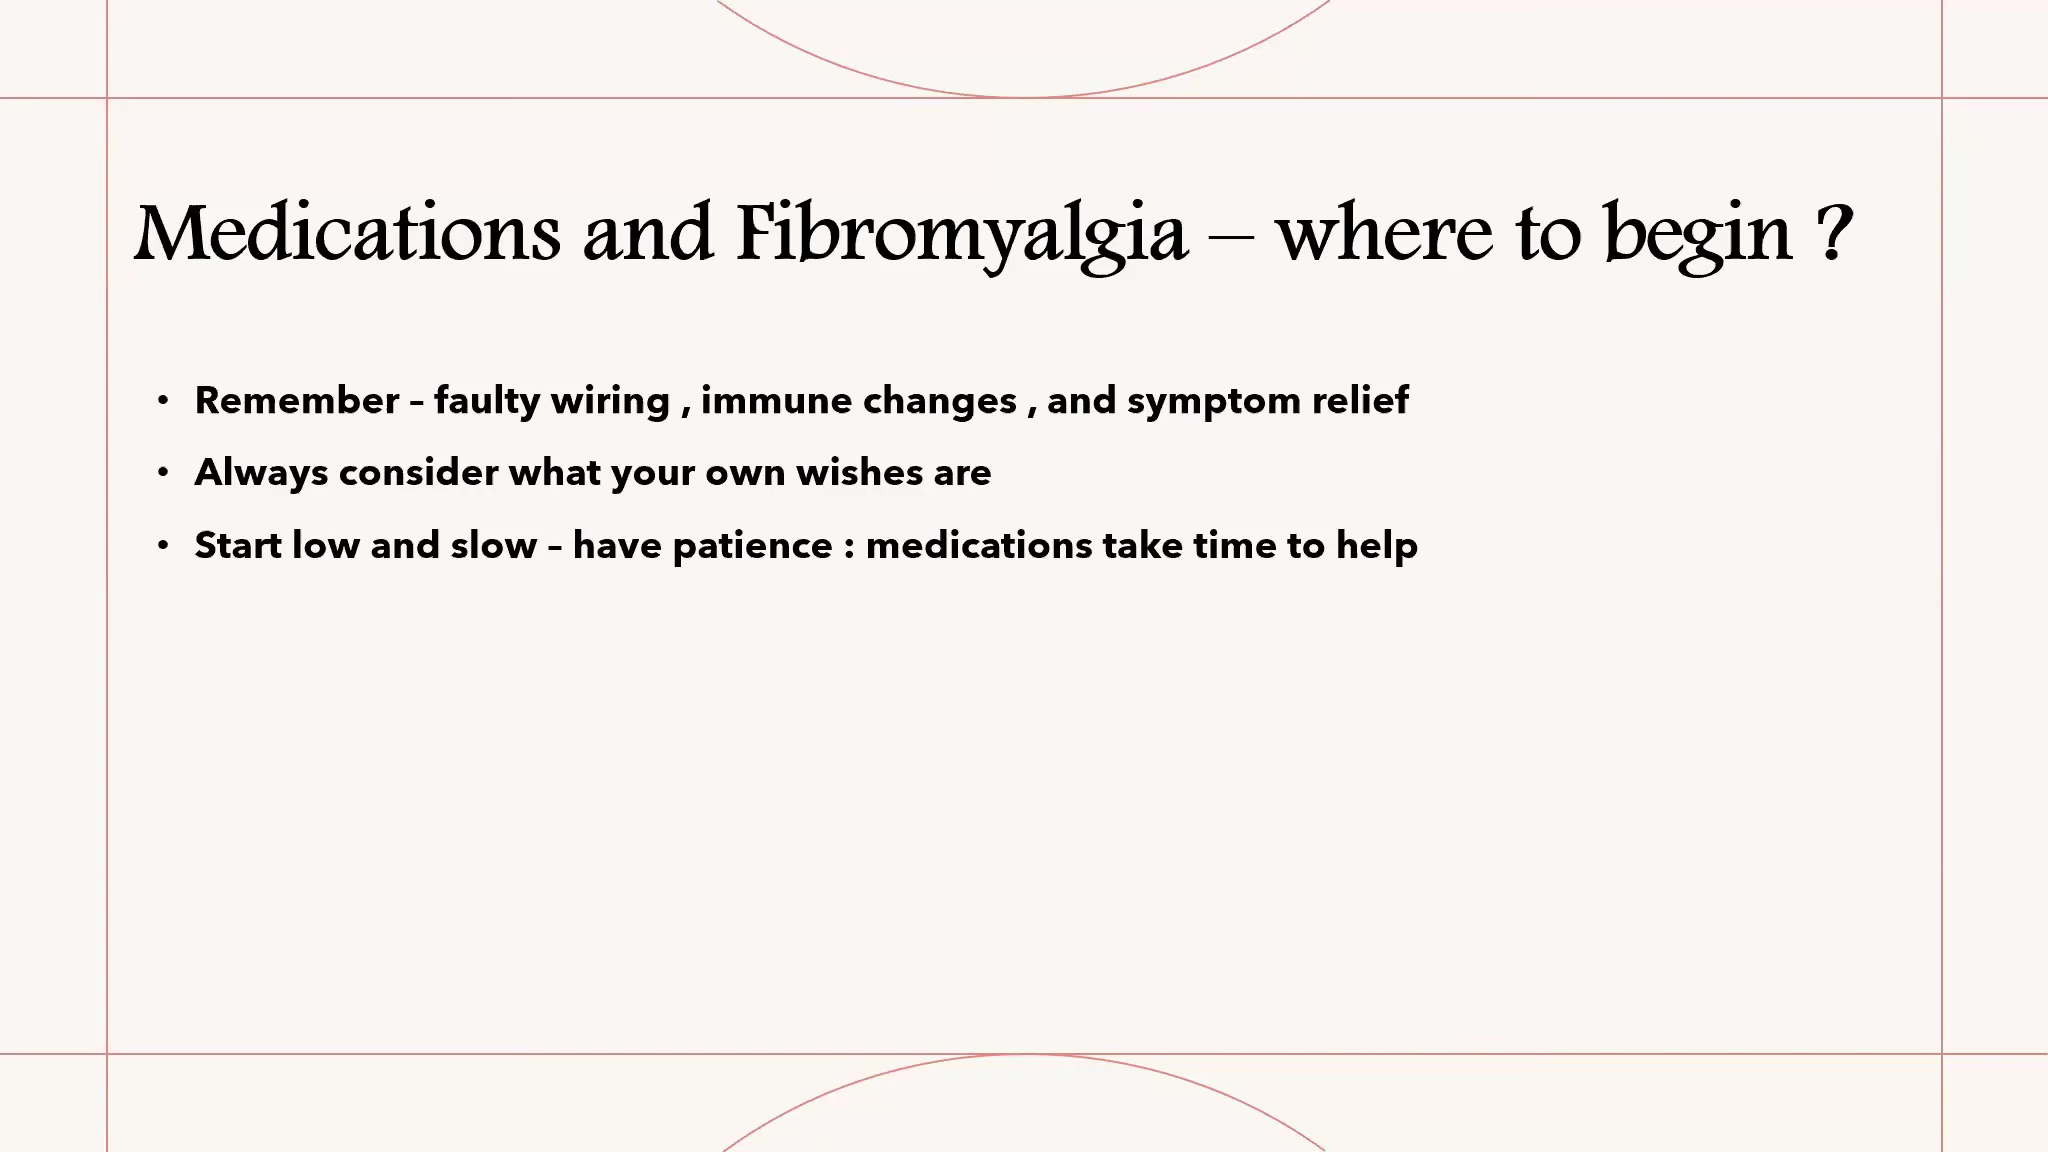 Medications and Fibromyalgia – where to begin ?
• Remember – faulty wiring , immune changes , and symptom relief
• Always consider what your own wishes are
• Start low and slow – have patience : medications take time to help